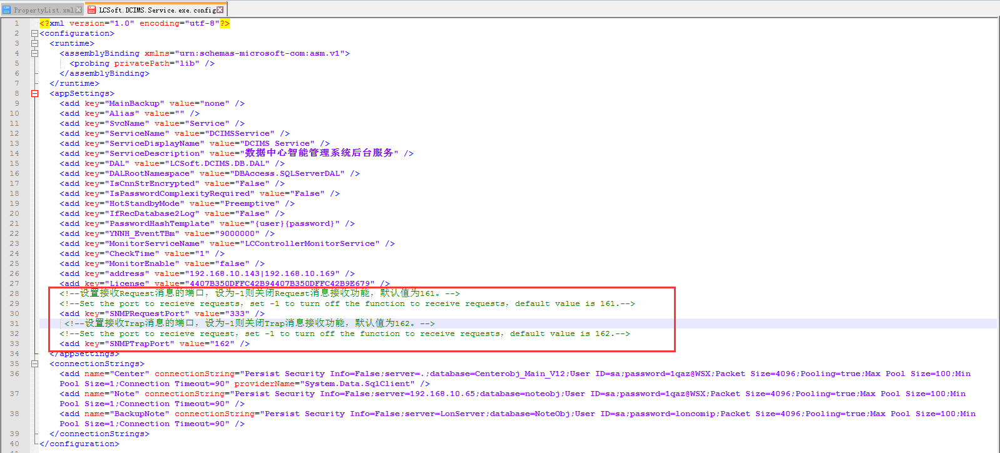 PropertyList.xml LCSoft.DCIMS.Service.exe.config
1 <?xml version="1.0" encoding="utf-8"?>
2 <configuration>
3 <runtime>
4 <assemblyBinding xmlns="urn:schemas-microsoft-com:asm.v1">
5 <probing privatePath="lib" />
6 </assemblyBinding>
7 </runtime>
8 <appSettings>
9 <add key="MainBackup" value="none" />
10 <add key="Alias" value="" />
11 <add key="SvcName" value="Service" />
12 <add key="ServiceName" value="DCIMSService" />
13 <add key="ServiceDisplayName" value="DCIMS Service" />
14 <add key="ServiceDescription" value="数据中心智能管理系统后台服务" />
15 <add key="DAL" value="LCSoft.DCIMS.DB.DAL" />
16 <add key="DALRootNamespace" value="DBAccess.SQLServerDAL" />
17 <add key="IsCnnStrEncrypted" value="False" />
18 <add key="IsPasswordComplexityRequired" value="False" />
19 <add key="HotStandbyMode" value="Preemptive" />
20 <add key="IfRecDatabase2Log" value="False" />
21 <add key="PasswordHashTemplate" value="{user}{password}" />
22 <add key="YNNH_EventTBm" value="9000000" />
23 <add key="MonitorServiceName" value="LCControllerMonitorService" />
24 <add key="CheckTime" value="1" />
25 <add key="MonitorEnable" value="false" />
26 <add key="address" value="192.168.10.143|192.168.10.169" />
27 <add key="License" value="4407B350DFFC42B94407B350DFFC42B9E679" />
28 <!--设置接收Request消息的端口，设为-1则关闭Request消息接收功能，默认值为161。-->
29 <!--Set the port to recieve requests, set -1 to turn off the function to receive requests, default value is 161.-->
30 <add key="SNMPRequestPort" value="333" />
31 <!--设置接收Trap消息的端口，设为-1则关闭Trap消息接收功能，默认值为162。-->
32 <!--Set the port to recieve request, set -1 to turn off the function to receive requests, default value is 162.-->
33 <add key="SNMPTrapPort" value="162" />
34 </appSettings>
35 <connectionStrings>
36 <add name="Center" connectionString="Persist Security Info=False;server=.;database=Centerobj_Main_V12;User ID=sa;password=1qaz@WSX;Packet Size=4096;Pooling=true;Max Pool Size=100;Min
Pool Size=1;Connection Timeout=90" providerName="System.Data.SqlClient" />
37 <add name="Note" connectionString="Persist Security Info=False;server=192.168.10.65;database=noteobj;User ID=sa;password=1qaz@WSX;Packet Size=4096;Pooling=true;Max Pool Size=100;Min
Pool Size=1;Connection Timeout=90" />
38 <add name="BackupNote" connectionString="Persist Security Info=False;server=LonServer;database=NoteObj;User ID=sa;password=loncomip;Packet Size=4096;Pooling=true;Max Pool Size=100;Min
Pool Size=1;Connection Timeout=90" />
39 </connectionStrings>
40 </configuration>